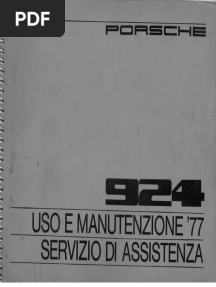 PDF
PORSCHE
924
USO E MANUTENZIONE '77
SERVIZIO DI ASSISTENZA